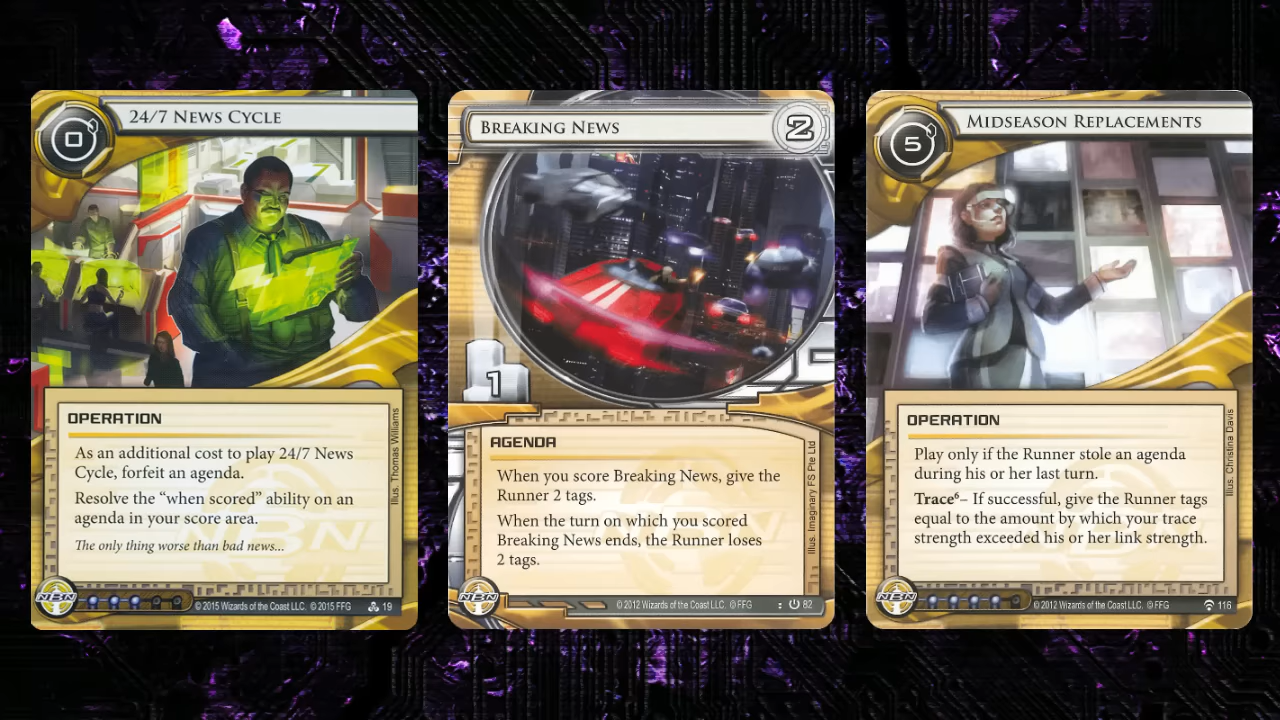 0
24/7 News Cycle
OPERATION
As an additional cost to play 24/7 News
Cycle, forfeit an agenda.
Resolve the “when scored” ability on an
agenda in your score area.
The only thing worse than bad news...
Illus. Thomas Williams
NBN
© 2015 Wizards of the Coast LLC. © 2015 FFG
19
Breaking News
2
1
AGENDA
When you score Breaking News, give the
Runner 2 tags.
When the turn on which you scored
Breaking News ends, the Runner loses
2 tags.
Illus. Imaginary FS Pte Ltd
NBN
© 2012 Wizards of the Coast LLC. © FFG
82
5
Midseason Replacements
OPERATION
Play only if the Runner stole an agenda
during his or her last turn.
Trace⁶– If successful, give the Runner tags
equal to the amount by which your trace
strength exceeded his or her link strength.
Illus. Christina Davis
NBN
© 2012 Wizards of the Coast LLC. © FFG
116